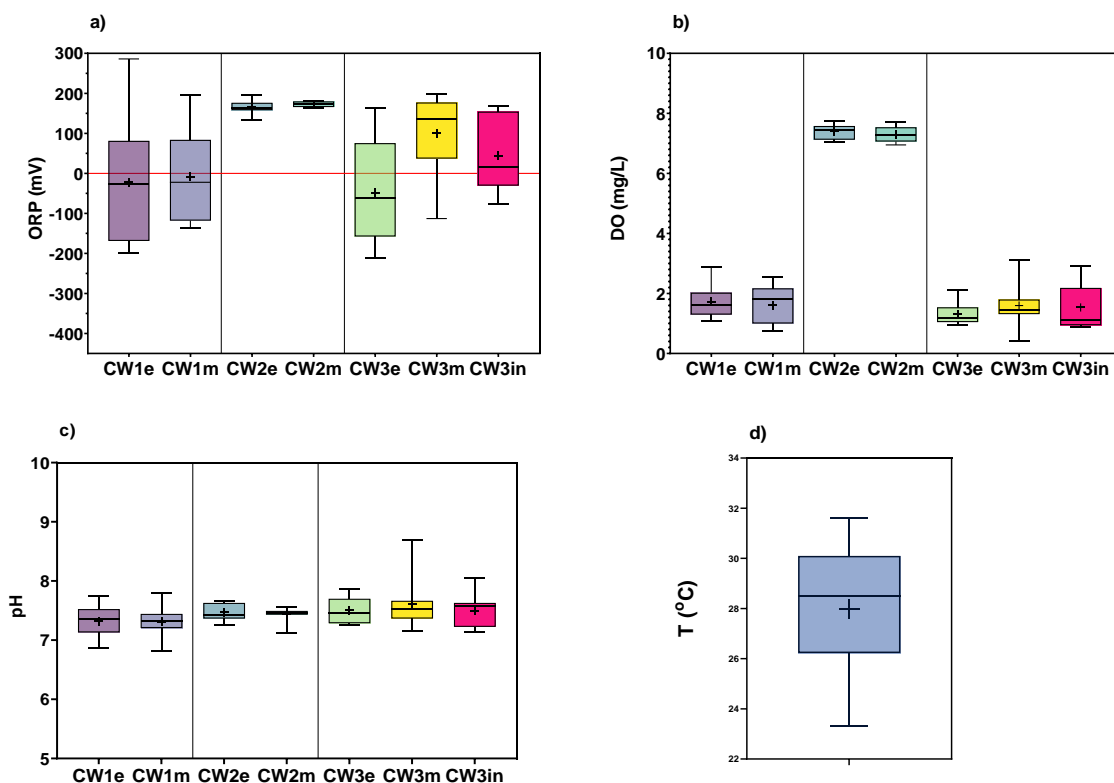 a)
300
200
100
0
-100
-200
-300
-400
ORP (mV)
CW1e CW1m CW2e CW2m CW3e CW3m CW3in
b)
10
8
6
4
2
0
DO (mg/L)
CW1e CW1m CW2e CW2m CW3e CW3m CW3in
c)
10
9
8
7
6
5
pH
CW1e CW1m CW2e CW2m CW3e CW3m CW3in
d)
34
32
30
28
26
24
22
T (°C)